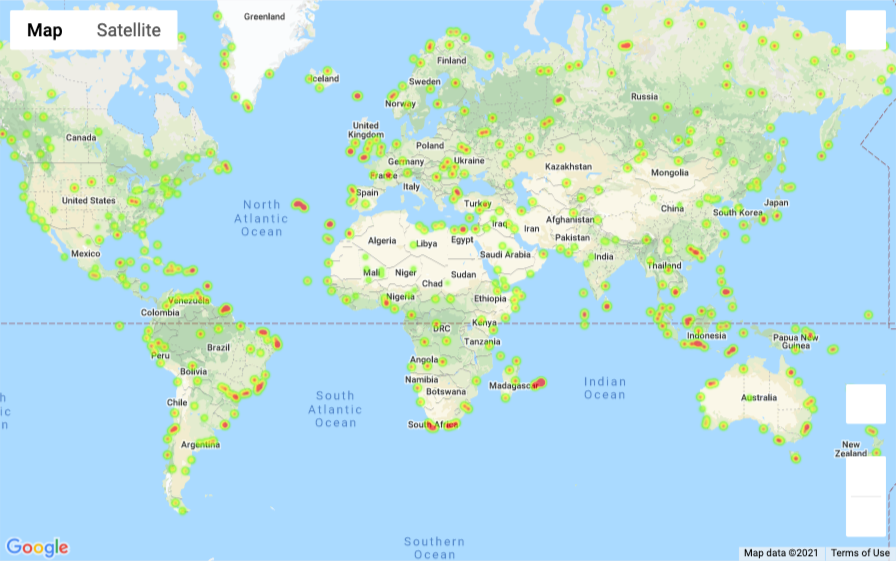 Map
Satellite
Greenland
Iceland
Finland
Sweden
Norway
Russia
Canada
United
Kingdom
Poland
Germany
Ukraine
France
Kazakhstan
Mongolia
Italy
Spain
United States
North
Atlantic
Ocean
Turkey
China
South Korea
Japan
Afghanistan
Iraq
Iran
Pakistan
Algeria
Libya
Egypt
Saudi Arabia
India
Mexico
Mali
Niger
Sudan
Chad
Thailand
Nigeria
Ethiopia
Venezuela
Colombia
DRC
Kenya
Tanzania
Indonesia
Papua New
Guinea
Brazil
Peru
Bolivia
Angola
Namibia
Botswana
Madagascar
Indian
Ocean
Australia
h
ic
n
Chile
South
Atlantic
Ocean
South Africa
Argentina
New
Zealand
Southern
Ocean
Google
Map data ©2021
Terms of Use